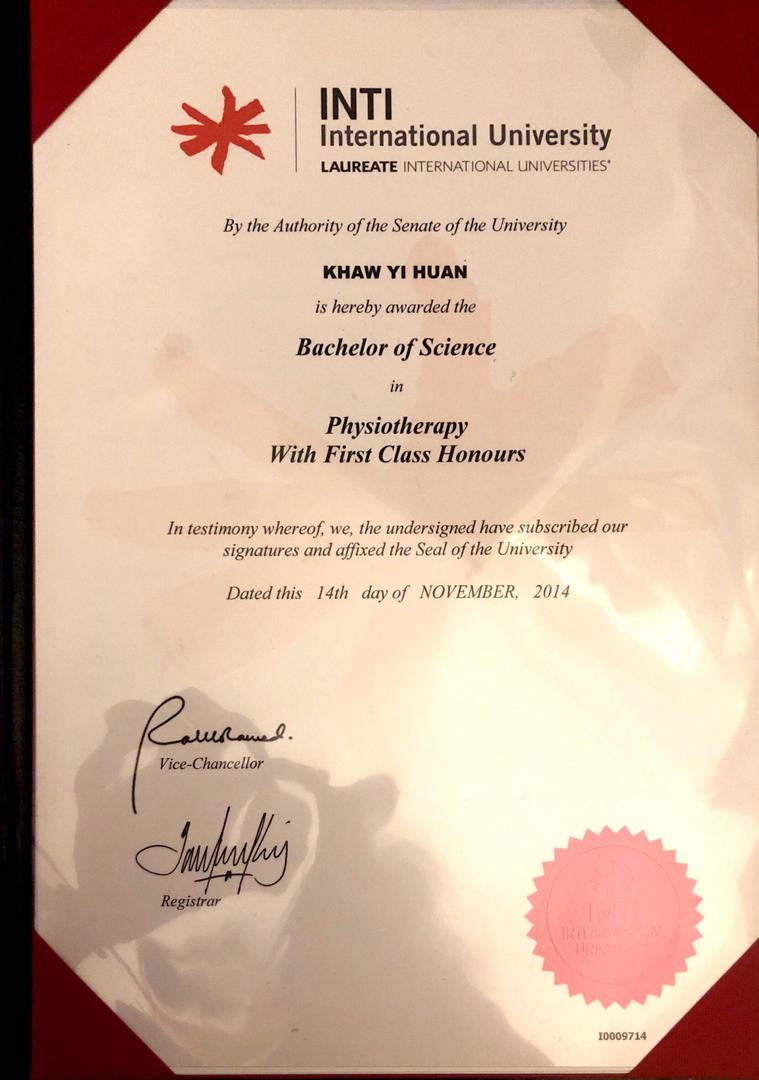 INTI
International University
LAUREATE INTERNATIONAL UNIVERSITIES*
By the Authority of the Senate of the University
KHAW YI HUAN
is hereby awarded the
Bachelor of Science
in
Physiotherapy
With First Class Honours
In testimony whereof, we, the undersigned have subscribed our
signatures and affixed the Seal of the University
Dated this 14th day of NOVEMBER, 2014
Vice-Chancellor
Registrar
INTI
INTERNATIONAL
UNIVERSITY
I0009714